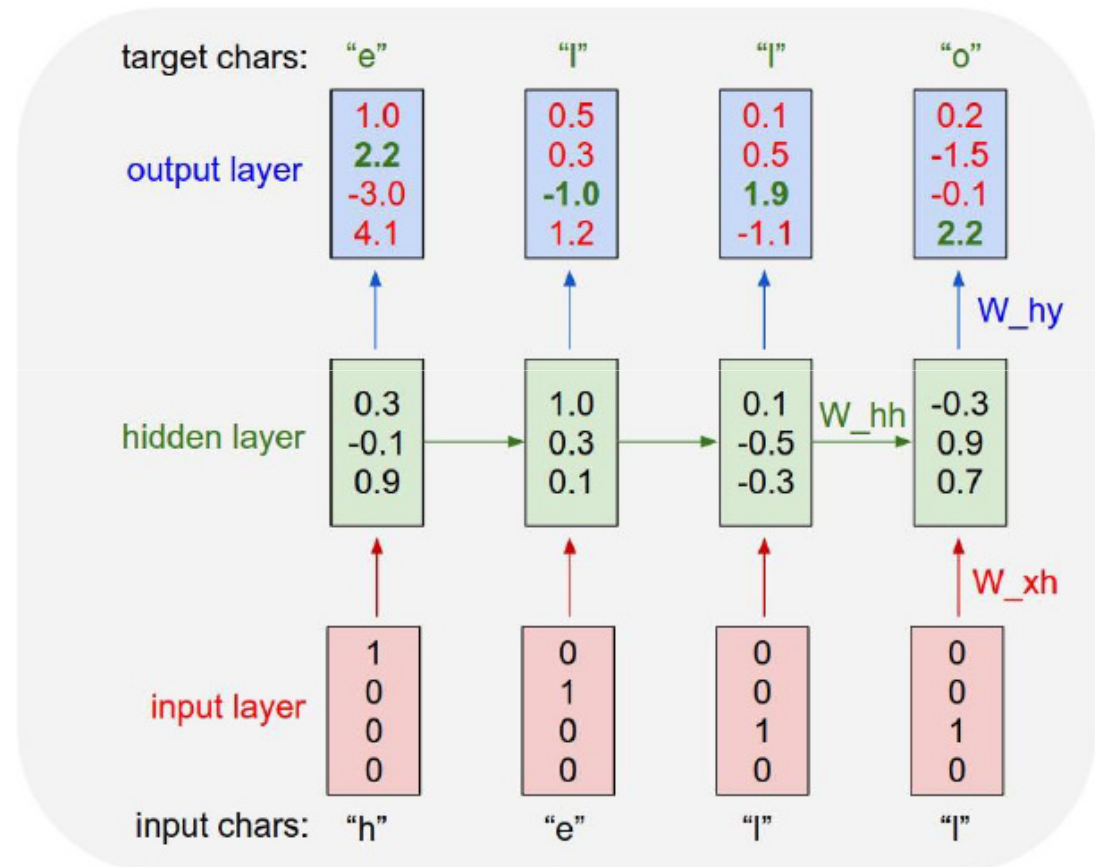 target chars: “e” “l” “l” “o”
1.0 0.5 0.1 0.2
2.2 0.3 0.5 -1.5
output layer
-3.0 -1.0 1.9 -0.1
4.1 1.2 -1.1 2.2
W_hy
0.3 1.0 0.1 -0.3
W_hh
hidden layer
-0.1 0.3 -0.5 0.9
0.9 0.1 -0.3 0.7
W_xh
1 0 0 0
0 1 0 0
input layer
0 0 1 1
0 0 0 0
input chars: “h” “e” “l” “l”